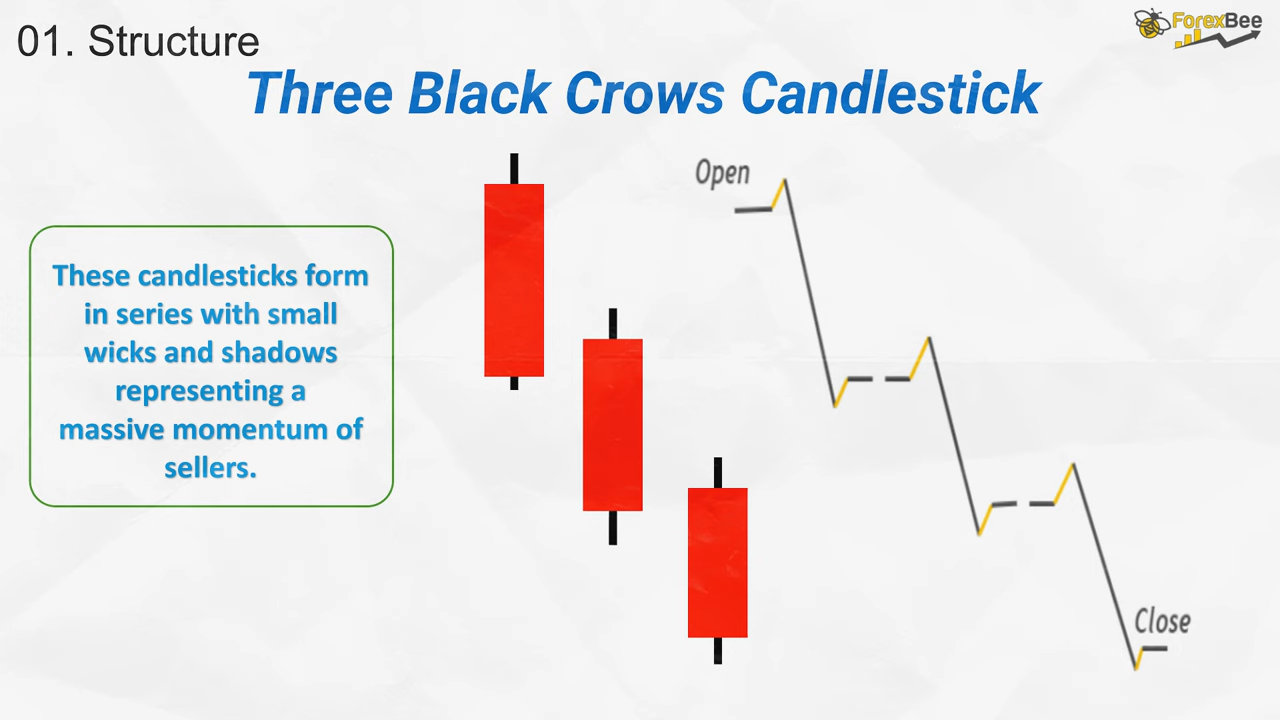 01. Structure
ForexBee
Three Black Crows Candlestick
These candlesticks form
in series with small
wicks and shadows
representing a
massive momentum of
sellers.
Open
Close